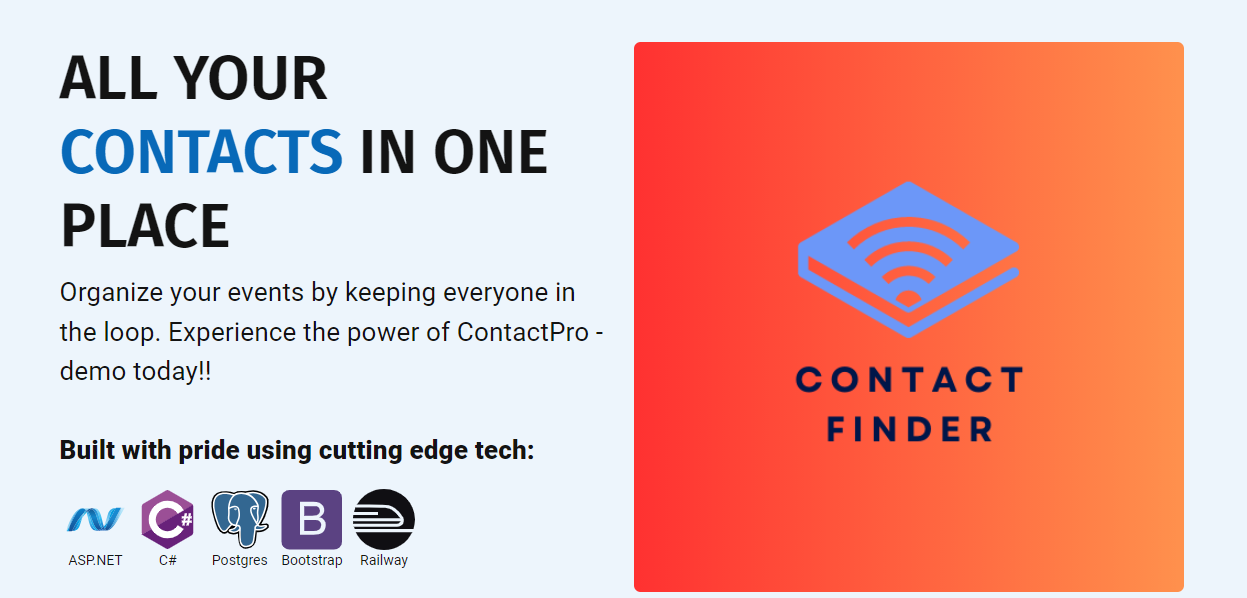 ALL YOUR
CONTACTS IN ONE
PLACE
Organize your events by keeping everyone in
the loop. Experience the power of ContactPro -
demo today!!
Built with pride using cutting edge tech:
C#
B
ASP.NET C# Postgres Bootstrap Railway
CONTACT
FINDER